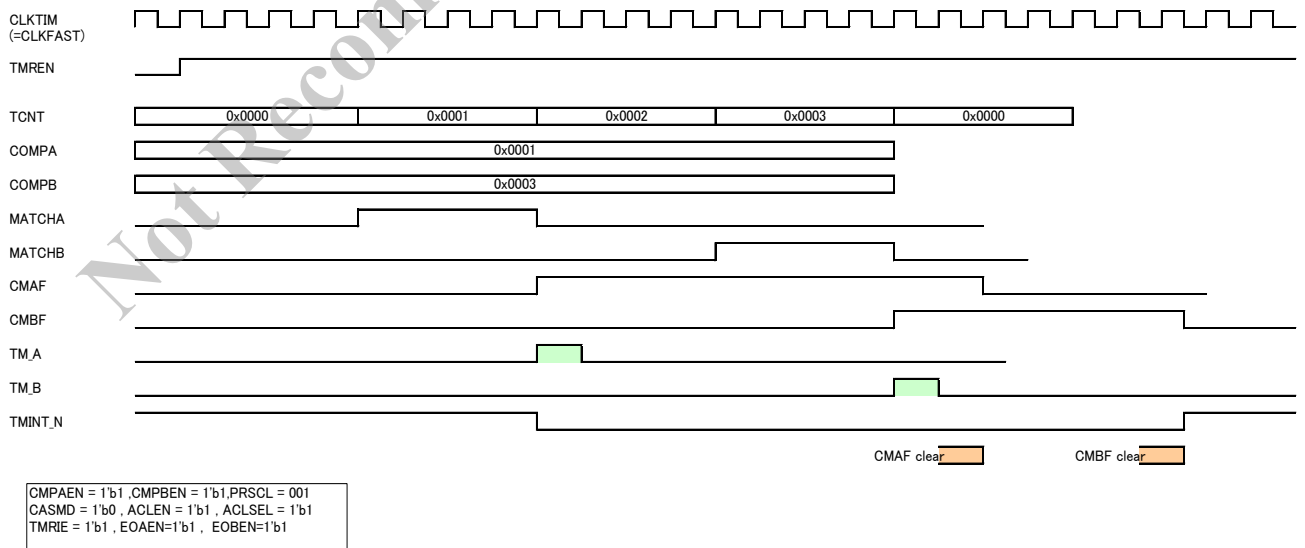 CLKTIM
(=CLKFAST)
TMREN
TCNT 0x0000 0x0001 0x0002 0x0003 0x0000
COMPA 0x0001
COMPB 0x0003
MATCHA
MATCHB
CMAF
CMBF
TM_A
TM_B
TMINT_N
CMAF clear CMBF clear
CMPAEN = 1'b1 ,CMPBEN = 1'b1,PRSCL = 001
CASMD = 1'b0 , ACLEN = 1'b1 , ACLSEL = 1'b1
TMRIE = 1'b1 , EOAEN=1'b1 , EOBEN=1'b1
Not Recom